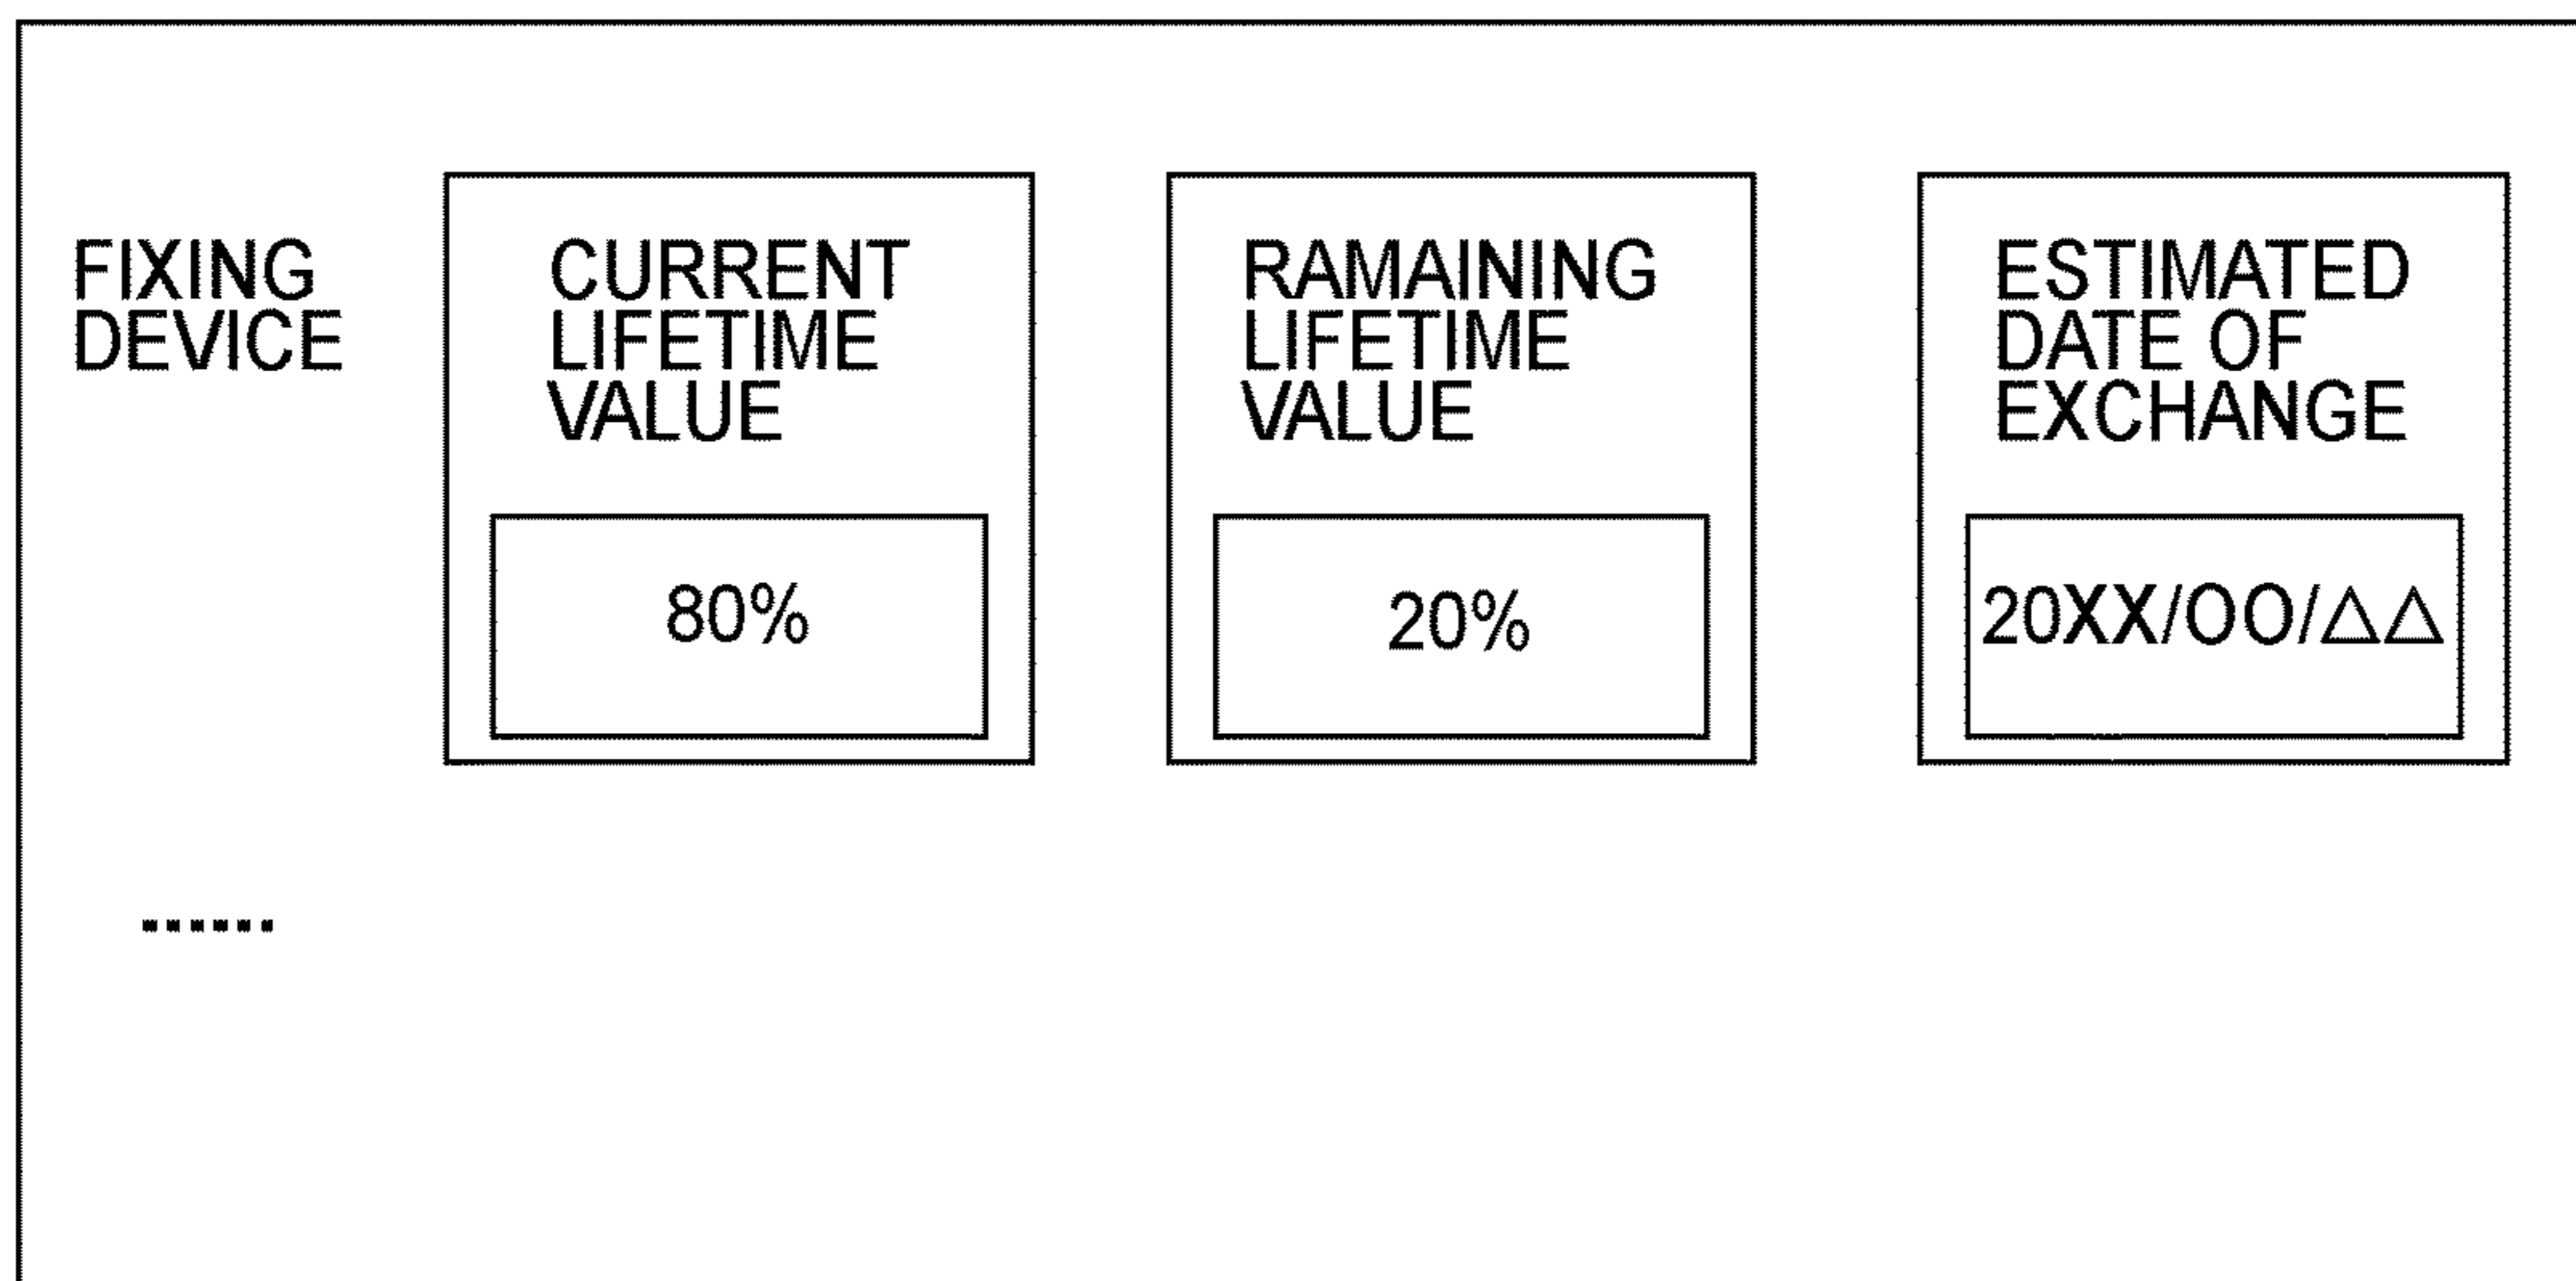 FIXING
DEVICE
CURRENT
LIFETIME
VALUE
80%
RAMAINING
LIFETIME
VALUE
20%
ESTIMATED
DATE OF
EXCHANGE
20XX/OO/△△
------